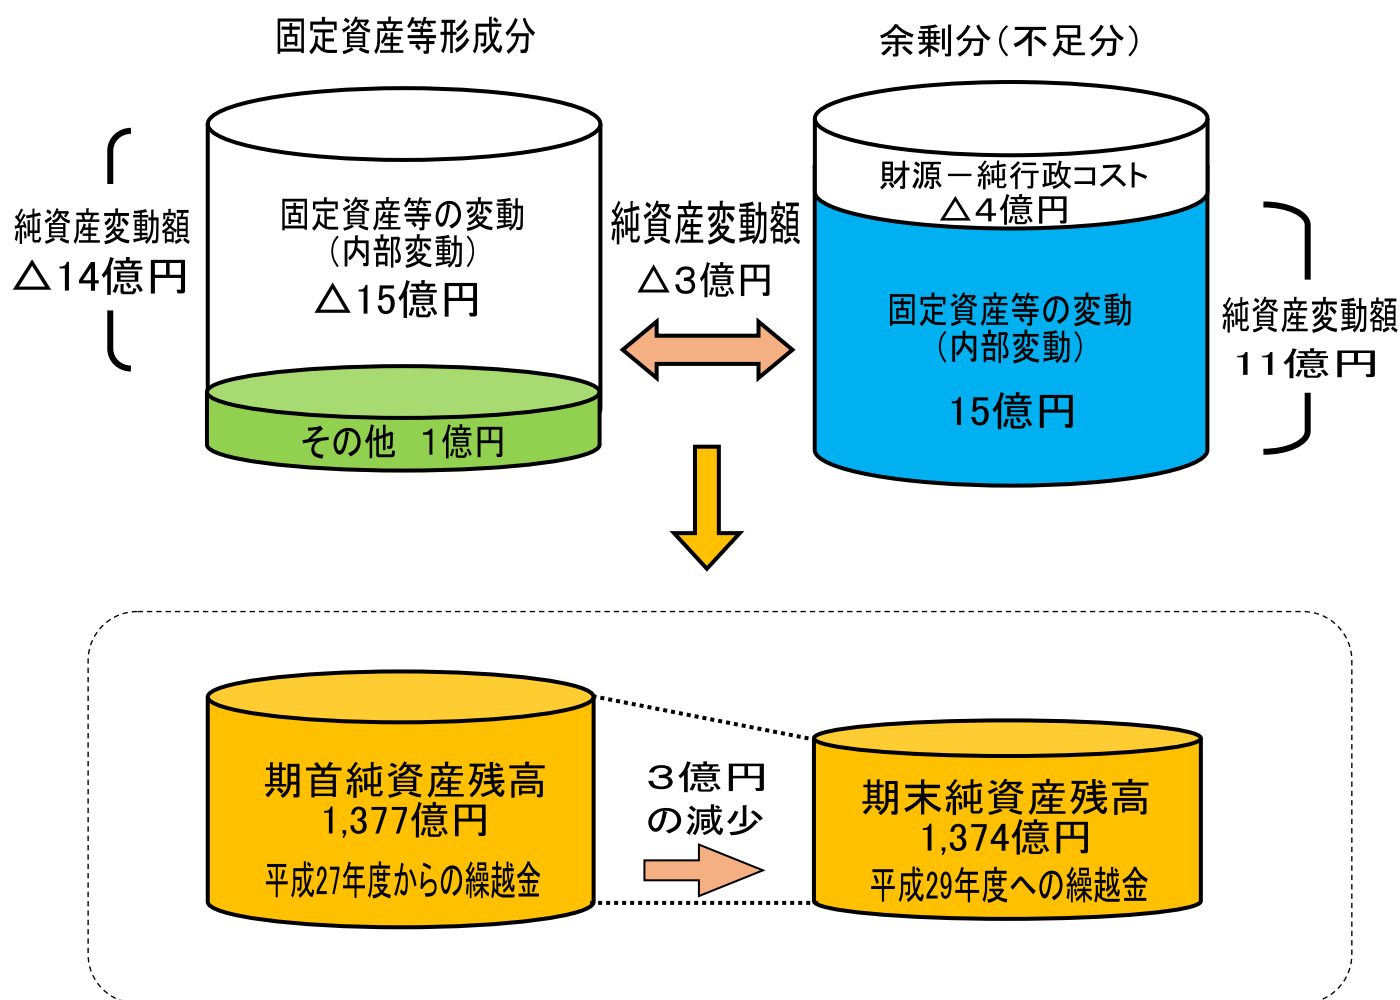 固定資産等形成分
余剰分(不足分)
純資産変動額
△14億円
固定資産等の変動
(内部変動)
△15億円
その他 1億円
純資産変動額
△3億円
財源-純行政コスト
△4億円
固定資産等の変動
(内部変動)
15億円
純資産変動額
11億円
期首純資産残高
1,377億円
平成27年度からの繰越金
3億円
の減少
期末純資産残高
1,374億円
平成29年度への繰越金